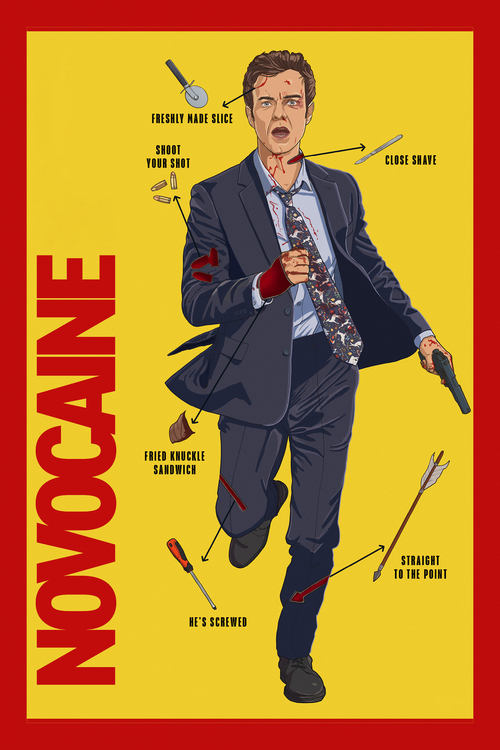 FRESHLY MADE SLICE
SHOOT
YOUR SHOT
CLOSE SHAVE
NOVOCAINE
FRIED KNUCKLE
SANDWICH
STRAIGHT
TO THE POINT
HE'S SCREWED